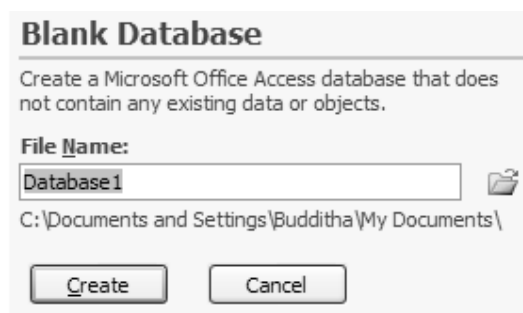 Blank Database
Create a Microsoft Office Access database that does
not contain any existing data or objects.
File Name:
Database1
C:\Documents and Settings\Budditha\My Documents\
Create
Cancel